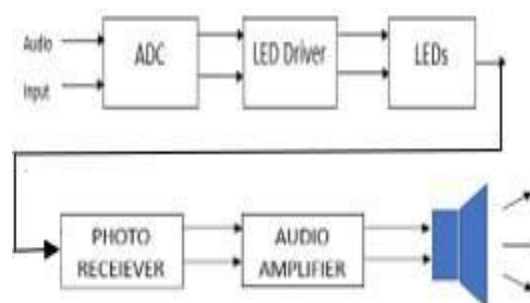 Audio
Input
ADC
LED Driver
LEDs
PHOTO
RECEIEVER
AUDIO
AMPLIFIER